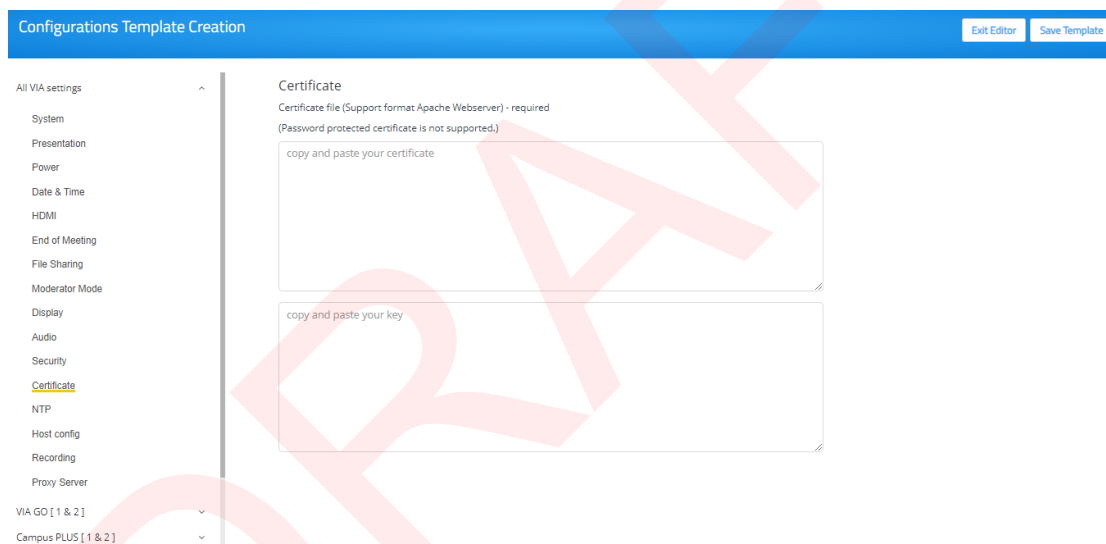 Configurations Template Creation
Exit Editor
Save Template
All VIA settings
System
Presentation
Power
Date & Time
HDMI
End of Meeting
File Sharing
Moderator Mode
Display
Audio
Security
Certificate
NTP
Host config
Recording
Proxy Server
VIA GO [ 1 & 2 ]
Campus PLUS [ 1 & 2 ]
Certificate
Certificate file (Support format Apache Webserver) - required
(Password protected certificate is not supported.)
copy and paste your certificate
copy and paste your key